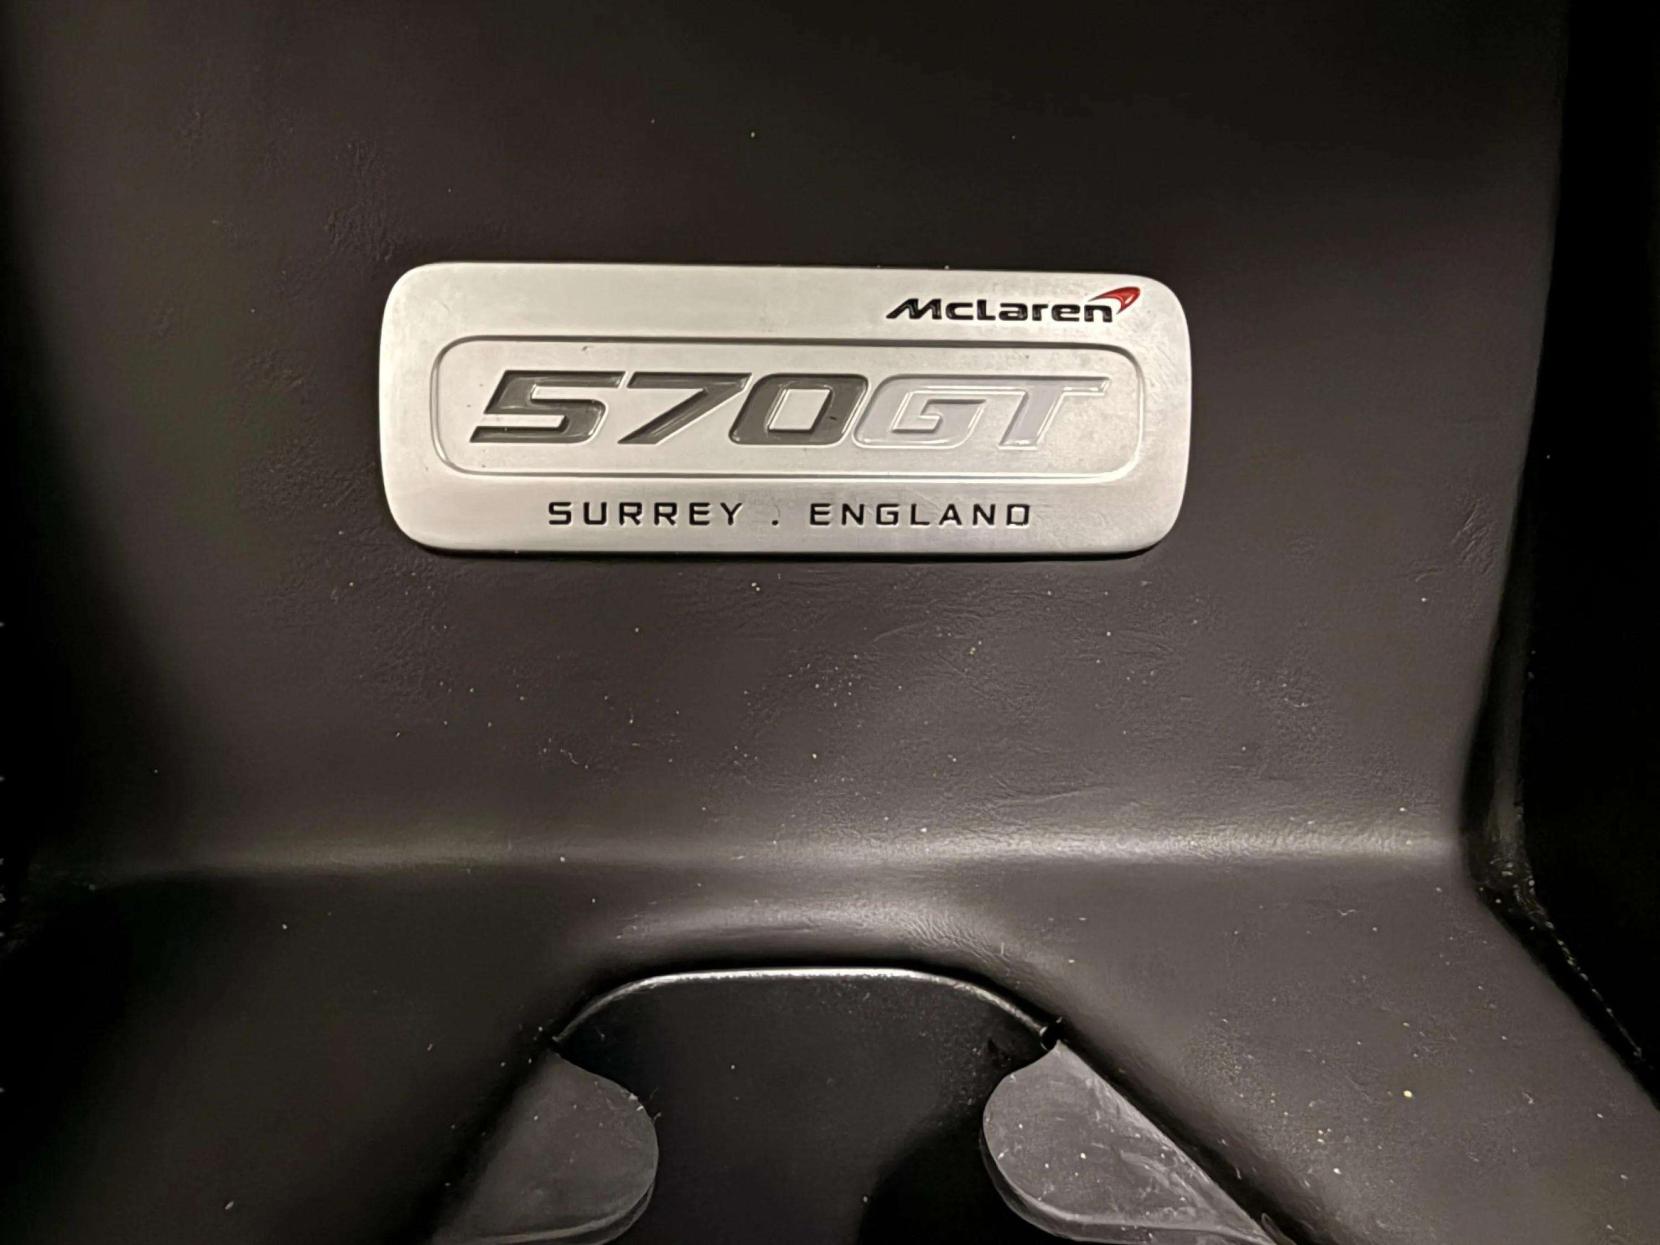 McLaren
570GT
SURREY . ENGLAND